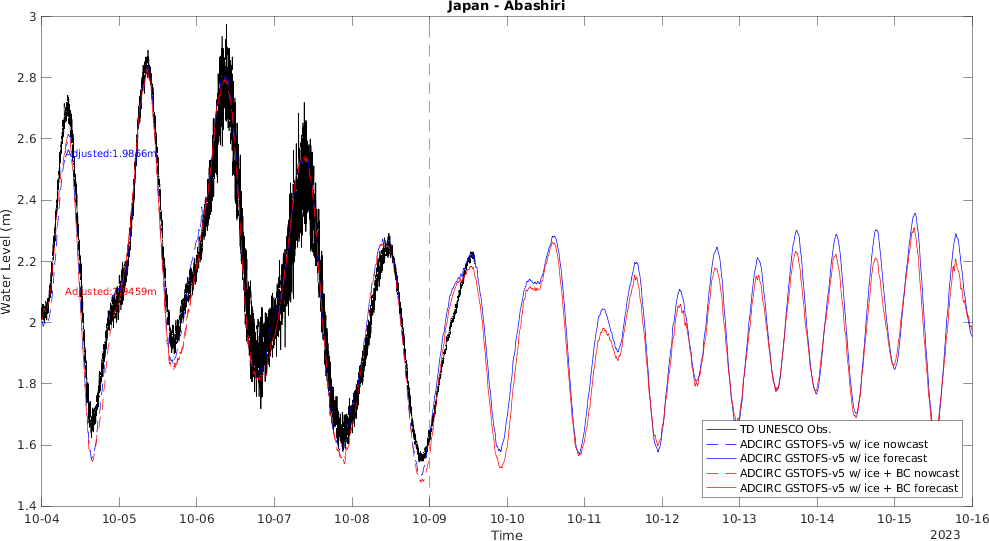 Japan - Abashiri
3
2.8
2.6
2.4
2.2
2
1.8
1.6
1.4
Water Level (m)
Adjusted:1.9866m
Adjusted:1.9459m
TD UNESCO Obs.
ADCIRC GSTOFS-v5 w/ ice nowcast
ADCIRC GSTOFS-v5 w/ ice forecast
ADCIRC GSTOFS-v5 w/ ice + BC nowcast
ADCIRC GSTOFS-v5 w/ ice + BC forecast
10-04 10-05 10-06 10-07 10-08 10-09 10-10 10-11 10-12 10-13 10-14 10-15 10-16
Time
2023